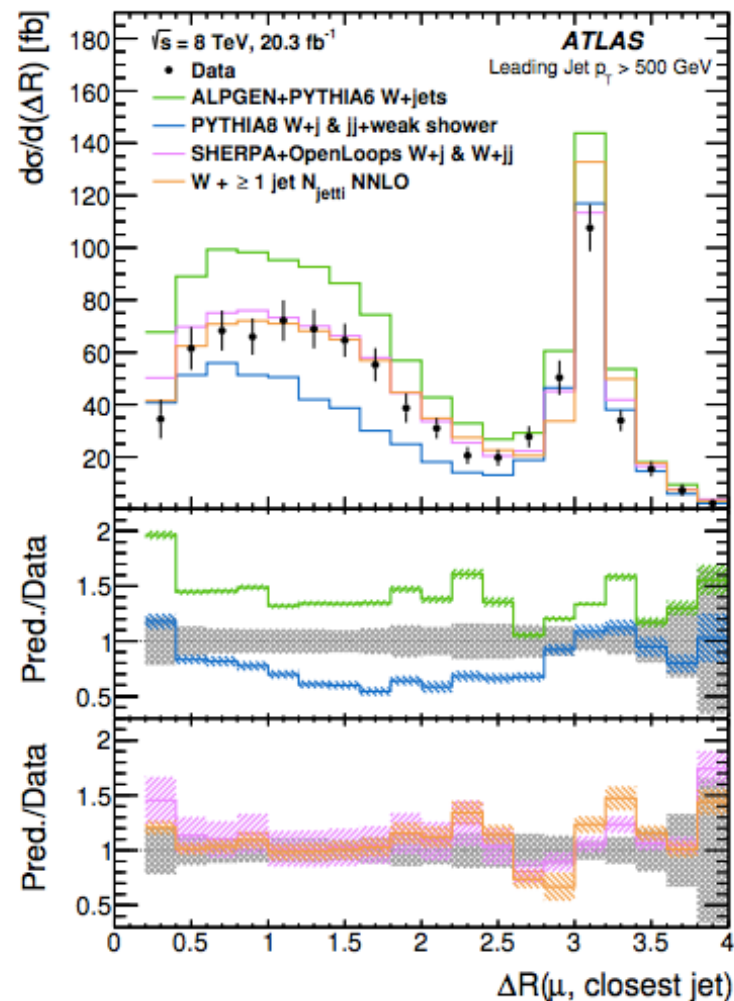 dσ/d(ΔR) [fb]
180
160
140
120
100
80
60
40
20
√s = 8 TeV, 20.3 fb⁻¹
ATLAS
Leading Jet p_T > 500 GeV
Data
ALPGEN+PYTHIA6 W+jets
PYTHIA8 W+j & jj+weak shower
SHERPA+OpenLoops W+j & W+jj
W + ≥ 1 jet N_jetti NNLO
Pred./Data
2
1.5
1
0.5
Pred./Data
2
1.5
1
0.5
0 0.5 1 1.5 2 2.5 3 3.5 4
ΔR(μ, closest jet)